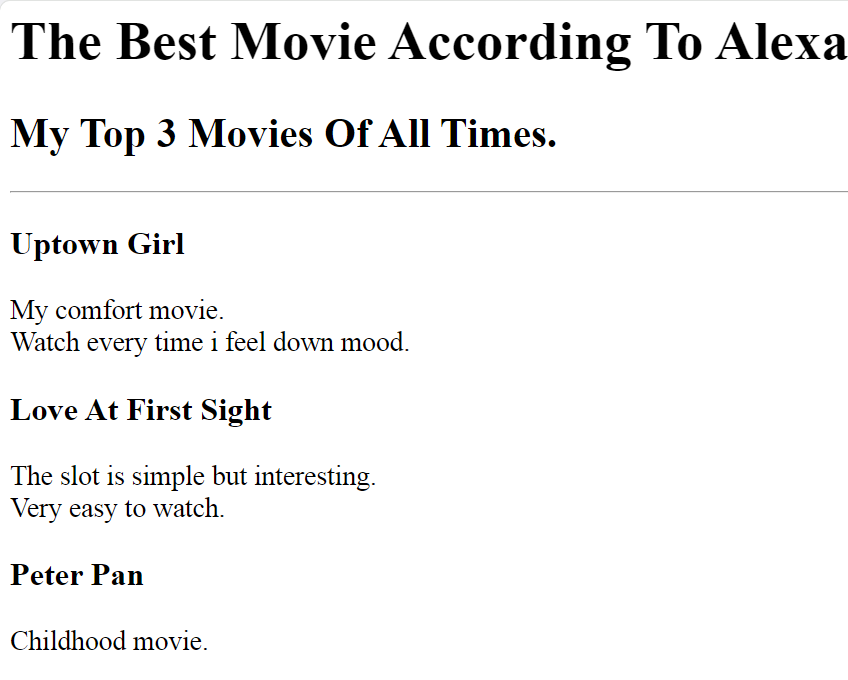 The Best Movie According To Alexa
My Top 3 Movies Of All Times.
Uptown Girl
My comfort movie.
Watch every time i feel down mood.
Love At First Sight
The slot is simple but interesting.
Very easy to watch.
Peter Pan
Childhood movie.